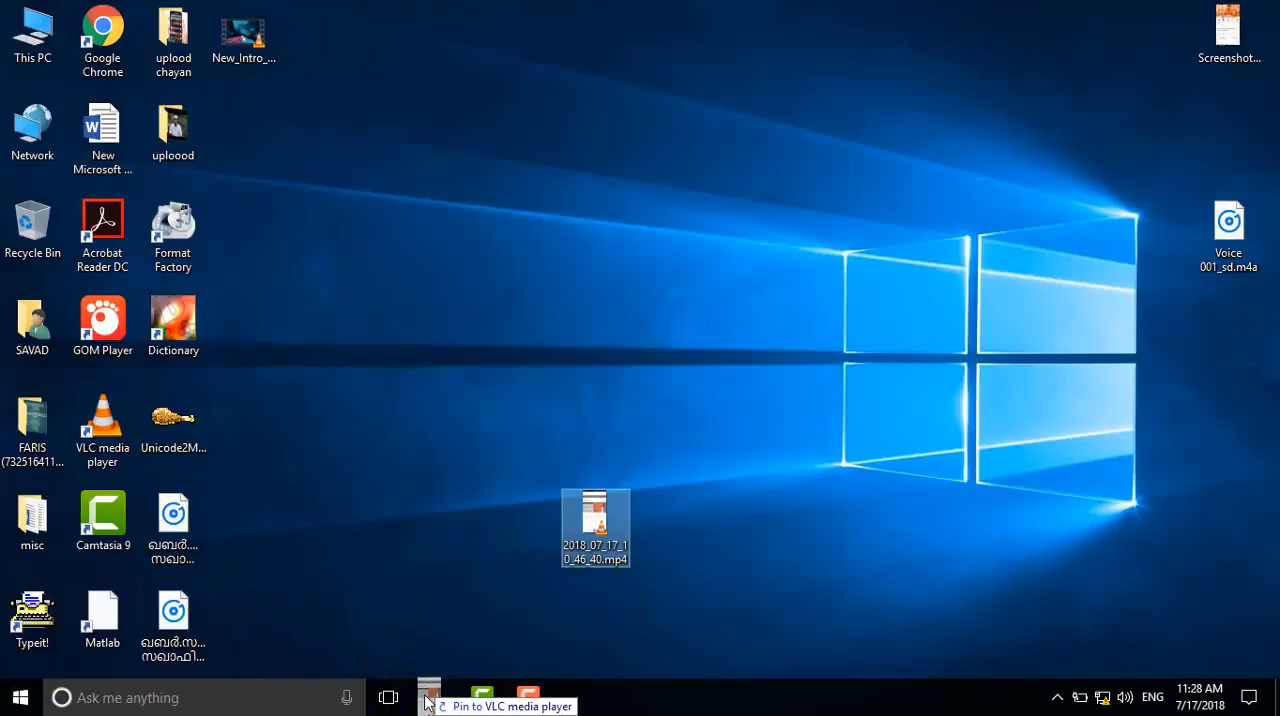 This PC
Google
Chrome
uplood
chayan
New_Intro_...
Screenshot...
Network
New
Microsoft ...
uploood
Recycle Bin
Acrobat
Reader DC
Format
Factory
Voice
001_sd.m4a
SAVAD
GOM Player
Dictionary
FARIS
(732516411...
VLC media
player
Unicode2M...
misc
Camtasia 9
ഖബർ....
സഖാ...
2018_07_17_1
0_46_40.mp4
Typeit!
Matlab
ഖബർ.സ...
സഖാഫി...
Ask me anything
Pin to VLC media player
ENG
11:28 AM
7/17/2018